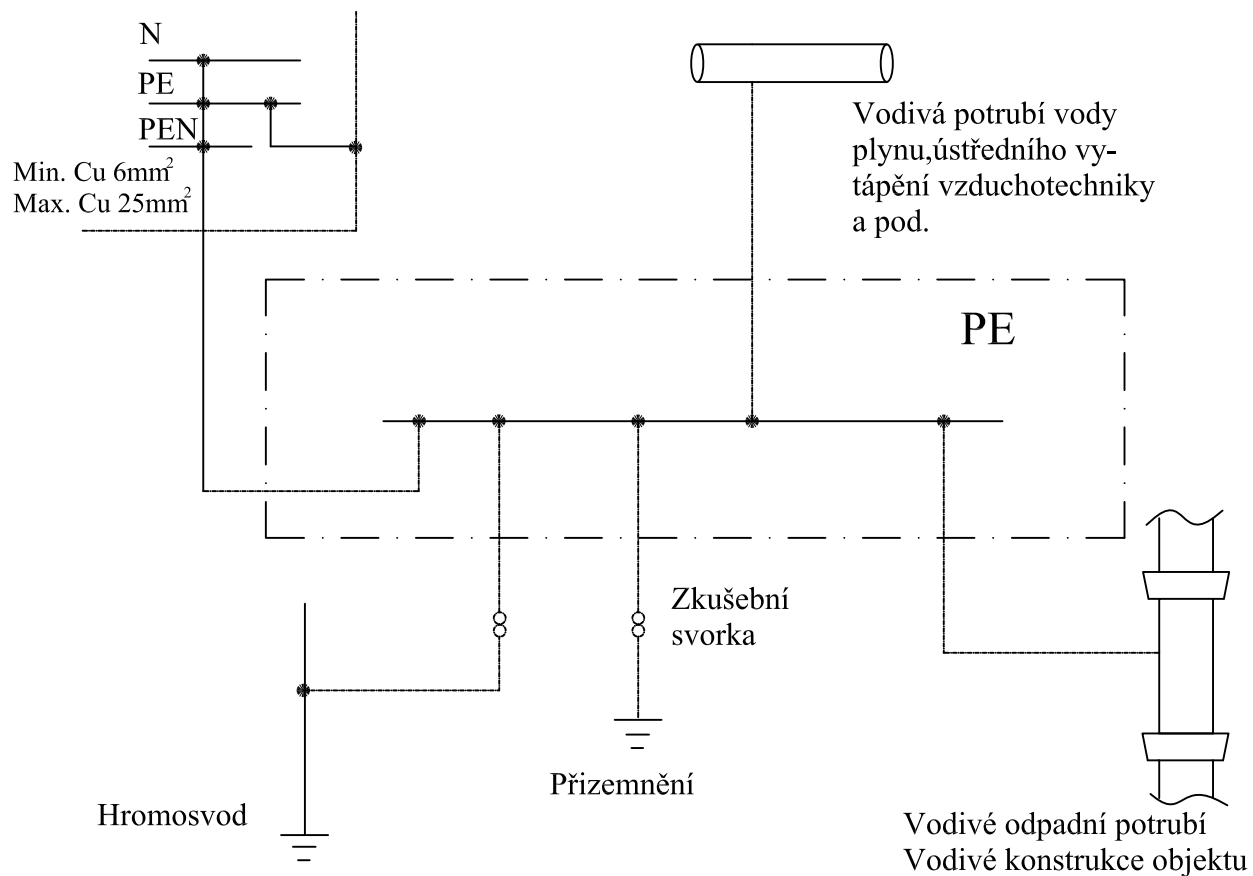 N
PE
PEN
Min. Cu 6mm²
Max. Cu 25mm²
Vodivá potrubí vody
plynu,ústředního vy-
tápění vzduchotechniky
a pod.
PE
Zkušební
svorka
Přizemnění
Hromosvod
Vodivé odpadní potrubí
Vodivé konstrukce objektu